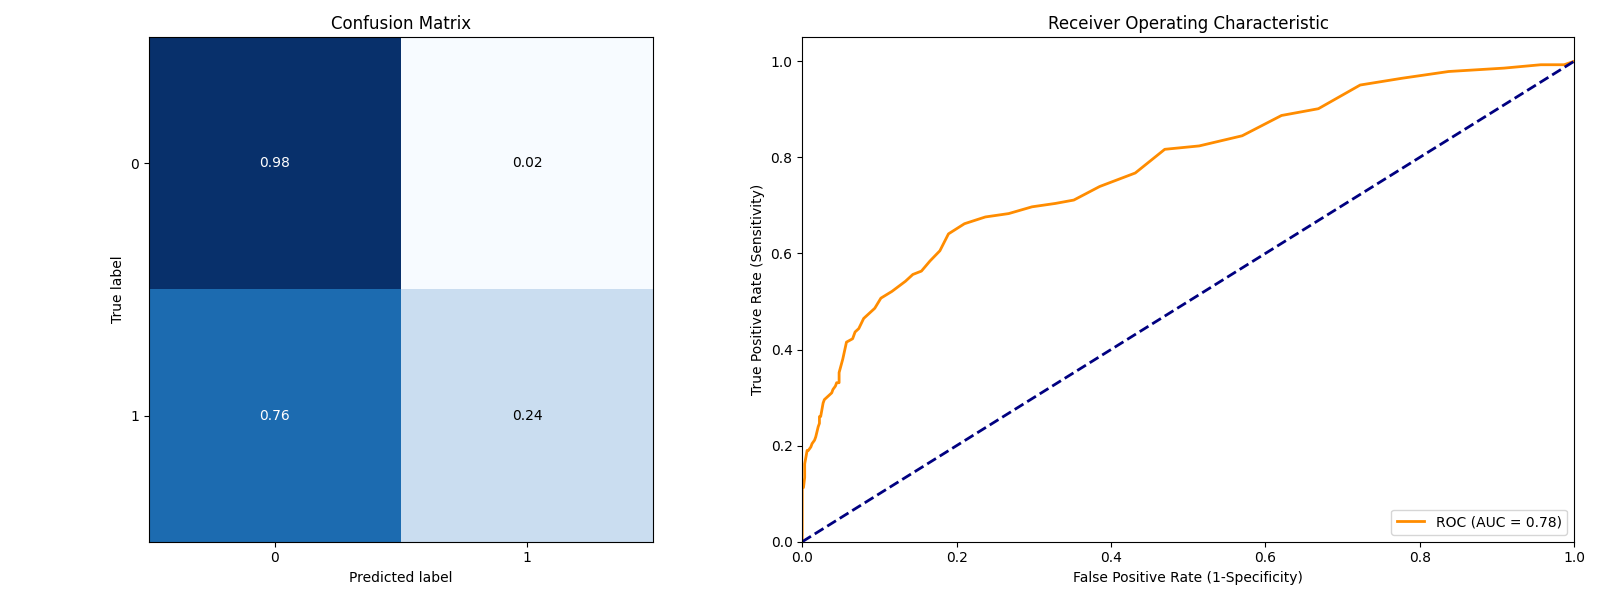 Confusion Matrix
0
0.98
0.02
1
0.76
0.24
0
1
True label
Predicted label
Receiver Operating Characteristic
1.0
0.8
0.6
0.4
0.2
0.0
0.0
0.2
0.4
0.6
0.8
1.0
True Positive Rate (Sensitivity)
False Positive Rate (1-Specificity)
ROC (AUC = 0.78)